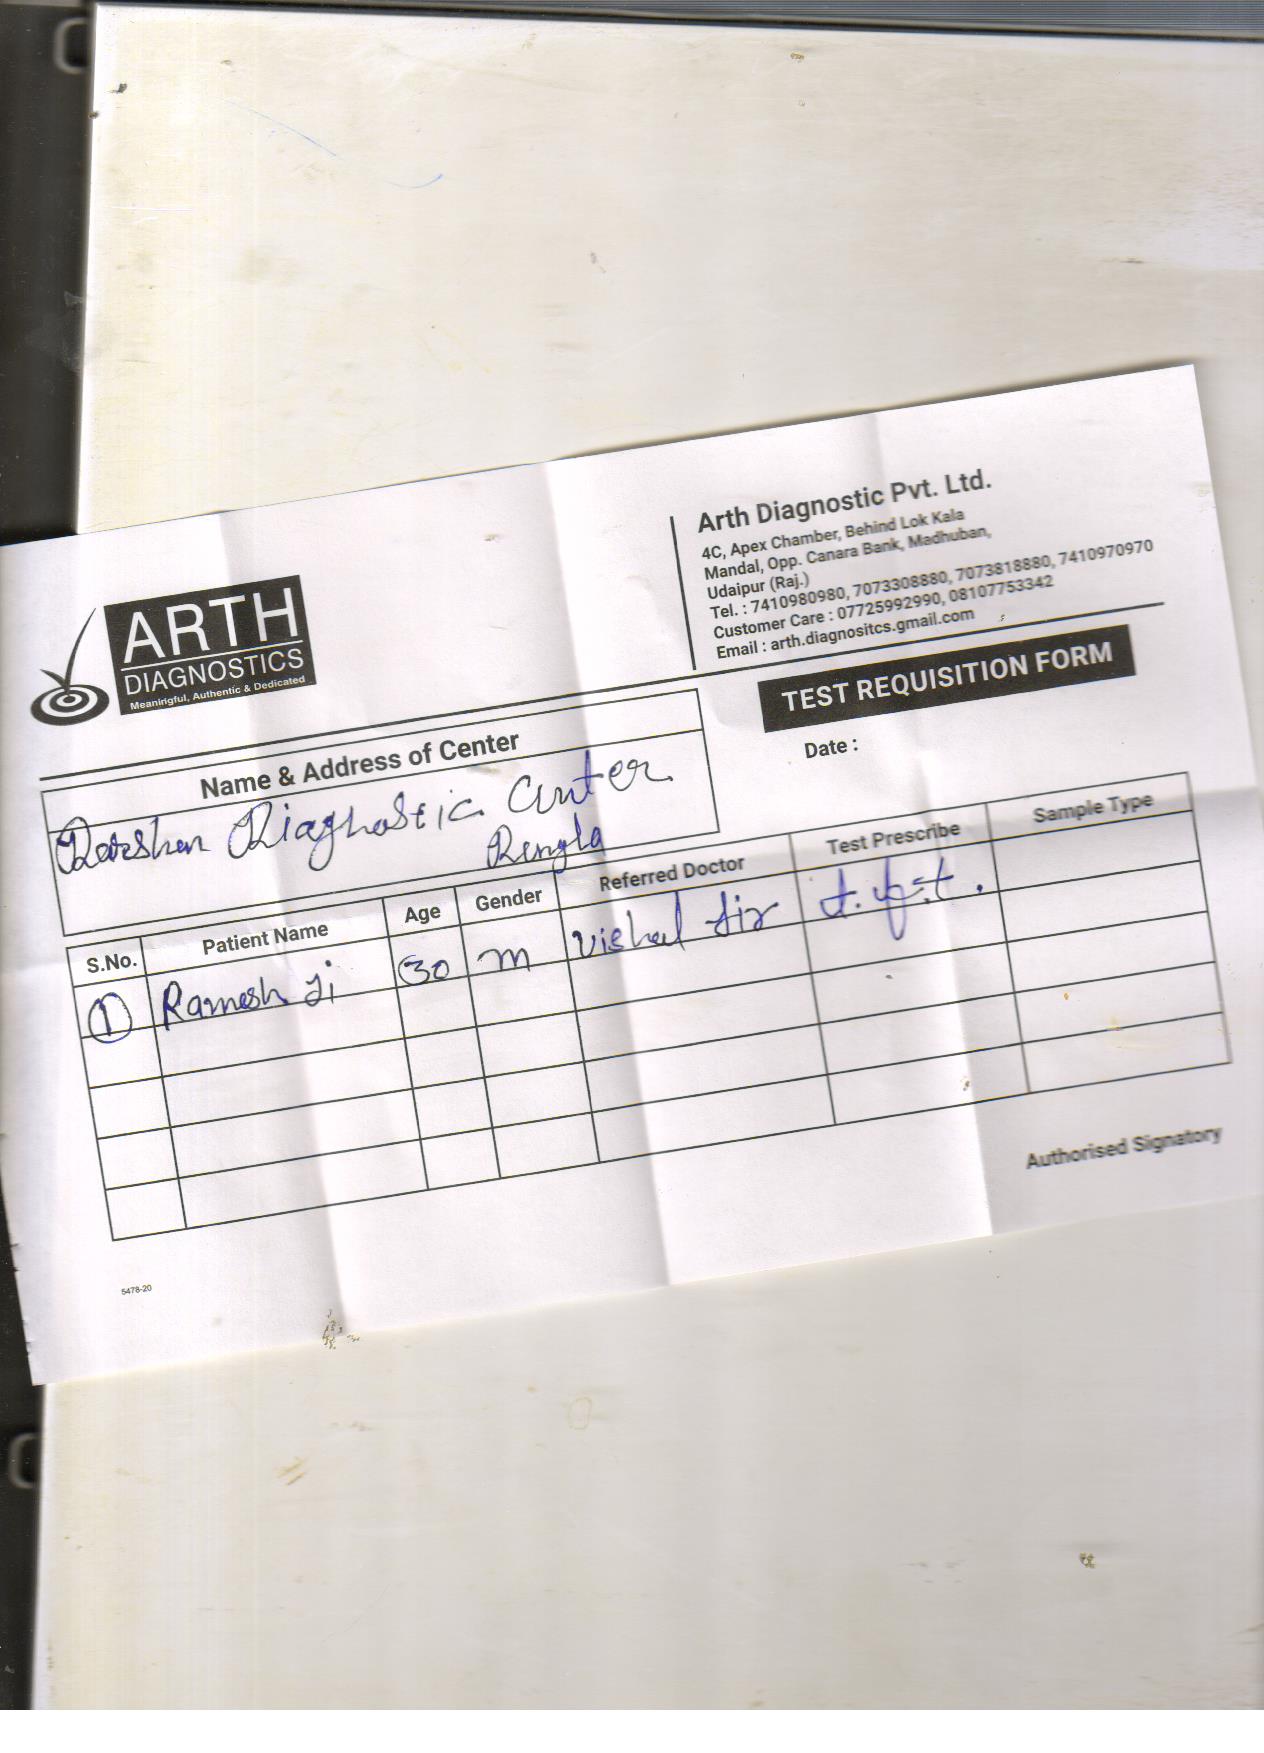 ARTH
DIAGNOSTICS
Meaningful, Authentic & Dedicated
Arth Diagnostic Pvt. Ltd.
4C, Apex Chamber, Behind Lok Kala
Mandal, Opp. Canara Bank, Madhuban,
Udaipur (Raj.)
Tel. : 7410980980, 7073308880, 7073818880, 7410970970
Customer Care : 07725992990, 08107753342
Email : arth.diagnositcs.gmail.com
TEST REQUISITION FORM
Date :
Name & Address of Center
Darshan Diagnostic Center
S.No. Patient Name Age Gender Referred Doctor Test Prescribe Sample Type
1 Ramesh Ji 30 M Vishal Sir
Authorised Signatory
5478-20